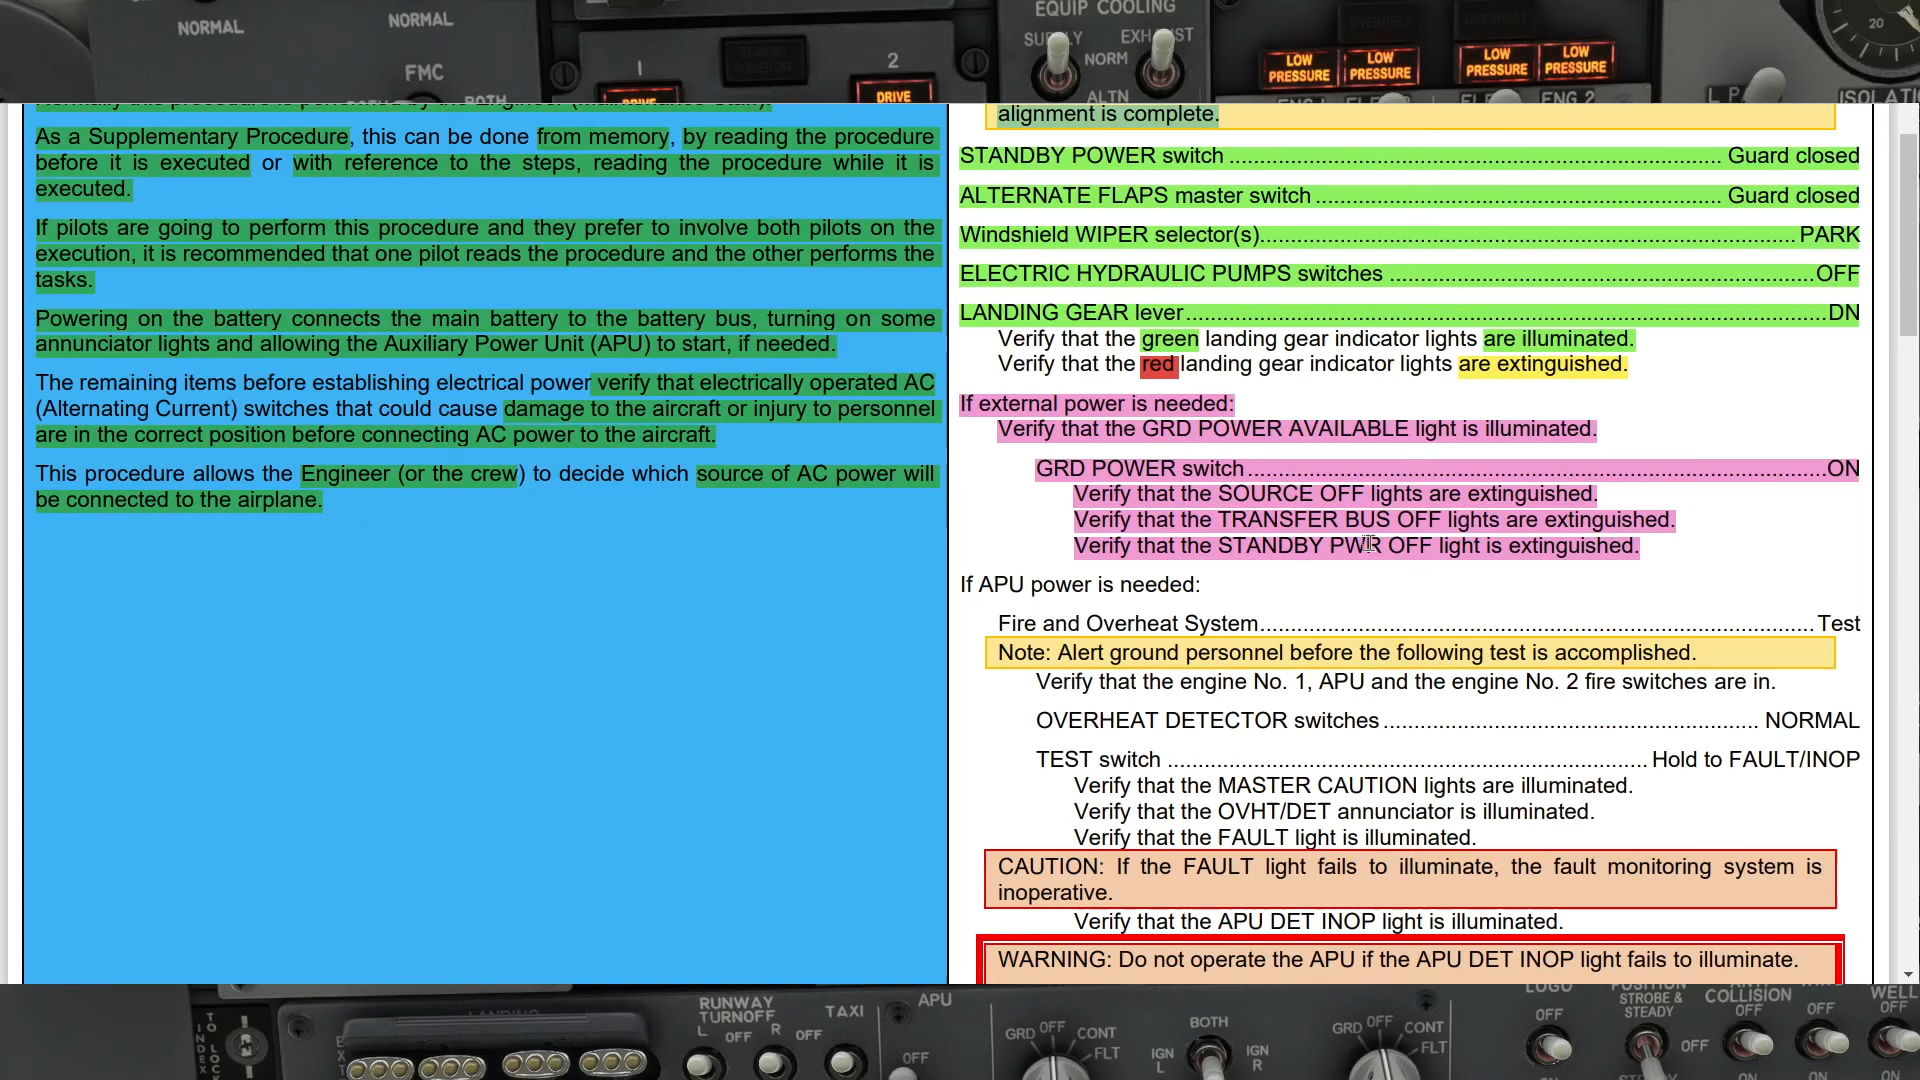 NORMAL
NORMAL
FMC
BOTH
1
2
DRIVE
DRIVE
STANDBY
POWER OFF
EQUIP COOLING
SUPPLY
EXHAUST
NORM
ALTN
OVERHEAT
OVERHEAT
LOW
PRESSURE
LOW
PRESSURE
LOW
PRESSURE
LOW
PRESSURE
ENG 2
20
As a Supplementary Procedure, this can be done from memory, by reading the procedure
before it is executed or with reference to the steps, reading the procedure while it is
executed.
If pilots are going to perform this procedure and they prefer to involve both pilots on the
execution, it is recommended that one pilot reads the procedure and the other performs the
tasks.
Powering on the battery connects the main battery to the battery bus, turning on some
annunciator lights and allowing the Auxiliary Power Unit (APU) to start, if needed.
The remaining items before establishing electrical power verify that electrically operated AC
(Alternating Current) switches that could cause damage to the aircraft or injury to personnel
are in the correct position before connecting AC power to the aircraft.
This procedure allows the Engineer (or the crew) to decide which source of AC power will
be connected to the airplane.
alignment is complete.
STANDBY POWER switch ................................................................................ Guard closed
ALTERNATE FLAPS master switch .................................................................. Guard closed
Windshield WIPER selector(s)....................................................................................... PARK
ELECTRIC HYDRAULIC PUMPS switches .....................................................................OFF
LANDING GEAR lever.........................................................................................................DN
Verify that the green landing gear indicator lights are illuminated.
Verify that the red landing gear indicator lights are extinguished.
If external power is needed:
Verify that the GRD POWER AVAILABLE light is illuminated.
GRD POWER switch ..............................................................................................ON
Verify that the SOURCE OFF lights are extinguished.
Verify that the TRANSFER BUS OFF lights are extinguished.
Verify that the STANDBY PWR OFF light is extinguished.
If APU power is needed:
Fire and Overheat System.......................................................................................... Test
Note: Alert ground personnel before the following test is accomplished.
Verify that the engine No. 1, APU and the engine No. 2 fire switches are in.
OVERHEAT DETECTOR switches............................................................. NORMAL
TEST switch .............................................................................. Hold to FAULT/INOP
Verify that the MASTER CAUTION lights are illuminated.
Verify that the OVHT/DET annunciator is illuminated.
Verify that the FAULT light is illuminated.
CAUTION: If the FAULT light fails to illuminate, the fault monitoring system is
inoperative.
Verify that the APU DET INOP light is illuminated.
WARNING: Do not operate the APU if the APU DET INOP light fails to illuminate.
RUNWAY
TURNOFF
L OFF R
TAXI
OFF
APU
OFF
GRD OFF CONT
FLT
BOTH
IGN
L
IGN
R
GRD OFF CONT
FLT
LOGO
OFF
STROBE &
STEADY
OFF
COLLISION
OFF
OFF
WELL
OFF